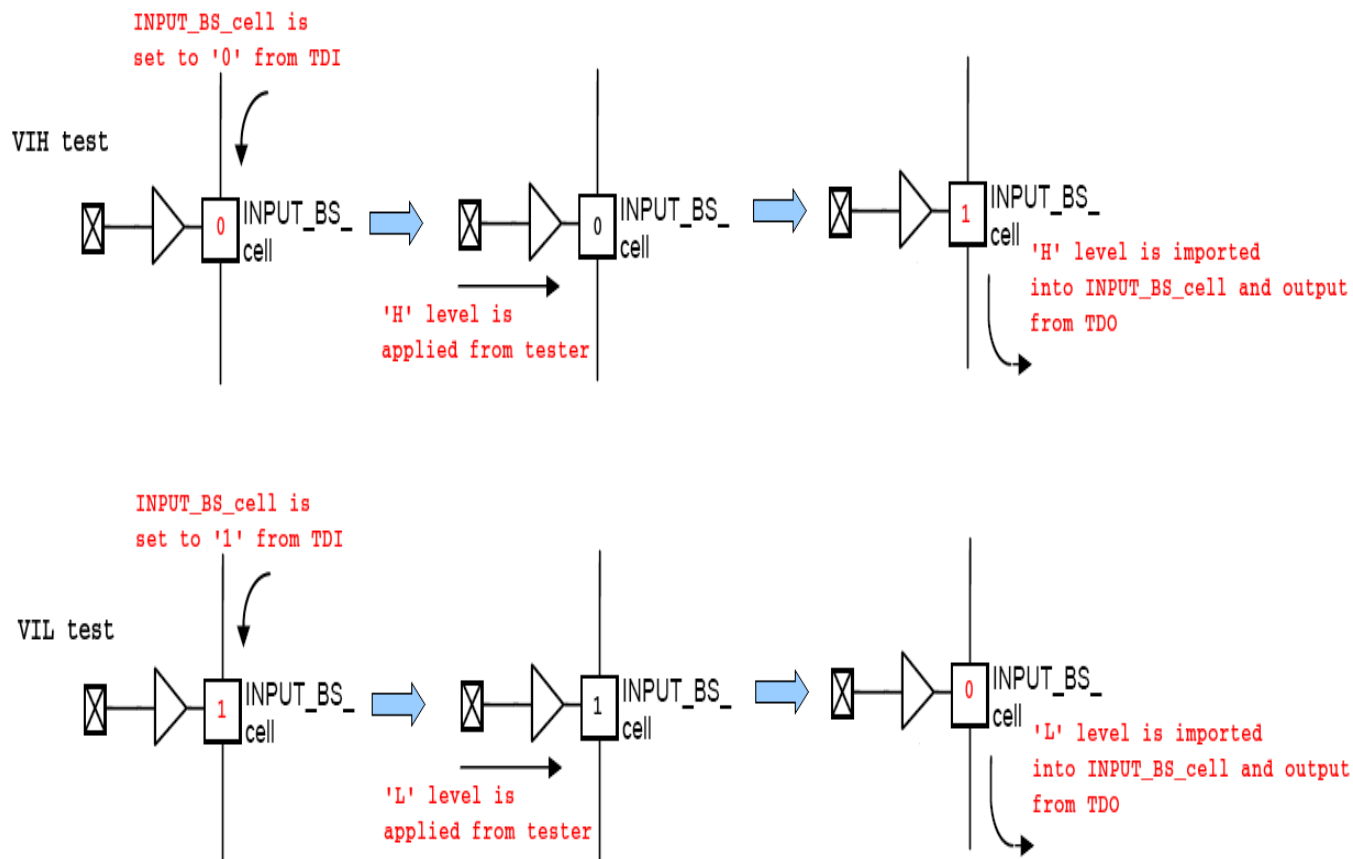 INPUT_BS_cell is
set to '0' from TDI
VIH test
0
INPUT_BS_
cell
0
INPUT_BS_
cell
'H' level is
applied from tester
1
INPUT_BS_
cell
'H' level is imported
into INPUT_BS_cell and output
from TDO
INPUT_BS_cell is
set to '1' from TDI
VIL test
1
INPUT_BS_
cell
1
INPUT_BS_
cell
'L' level is
applied from tester
0
INPUT_BS_
cell
'L' level is imported
into INPUT_BS_cell and output
from TDO